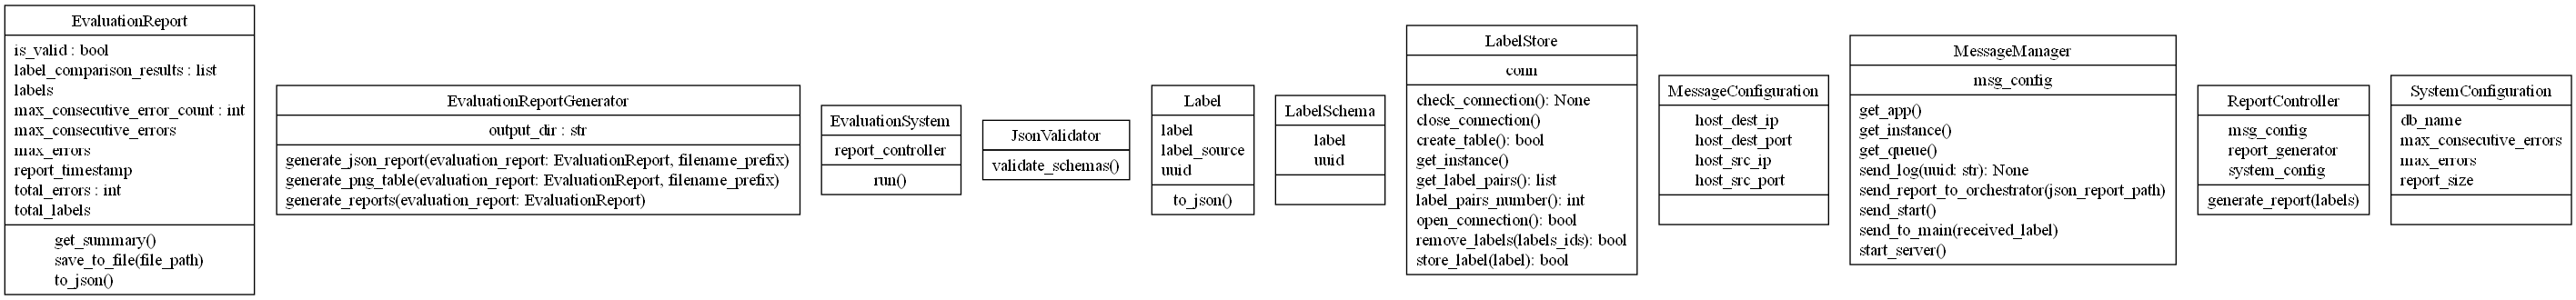 EvaluationReport
is_valid : bool
label_comparison_results : list
labels
max_consecutive_error_count : int
max_consecutive_errors
max_errors
report_timestamp
total_errors : int
total_labels
get_summary()
save_to_file(file_path)
to_json()
EvaluationReportGenerator
output_dir : str
generate_json_report(evaluation_report: EvaluationReport, filename_prefix)
generate_png_table(evaluation_report: EvaluationReport, filename_prefix)
generate_reports(evaluation_report: EvaluationReport)
EvaluationSystem
report_controller
run()
JsonValidator
validate_schemas()
Label
label
label_source
uuid
to_json()
LabelSchema
label
uuid
LabelStore
conn
check_connection(): None
close_connection()
create_table(): bool
get_instance()
get_label_pairs(): list
label_pairs_number(): int
open_connection(): bool
remove_labels(labels_ids): bool
store_label(label): bool
MessageConfiguration
host_dest_ip
host_dest_port
host_src_ip
host_src_port
MessageManager
msg_config
get_app()
get_instance()
get_queue()
send_log(uuid: str): None
send_report_to_orchestrator(json_report_path)
send_start()
send_to_main(received_label)
start_server()
ReportController
msg_config
report_generator
system_config
generate_report(labels)
SystemConfiguration
db_name
max_consecutive_errors
max_errors
report_size